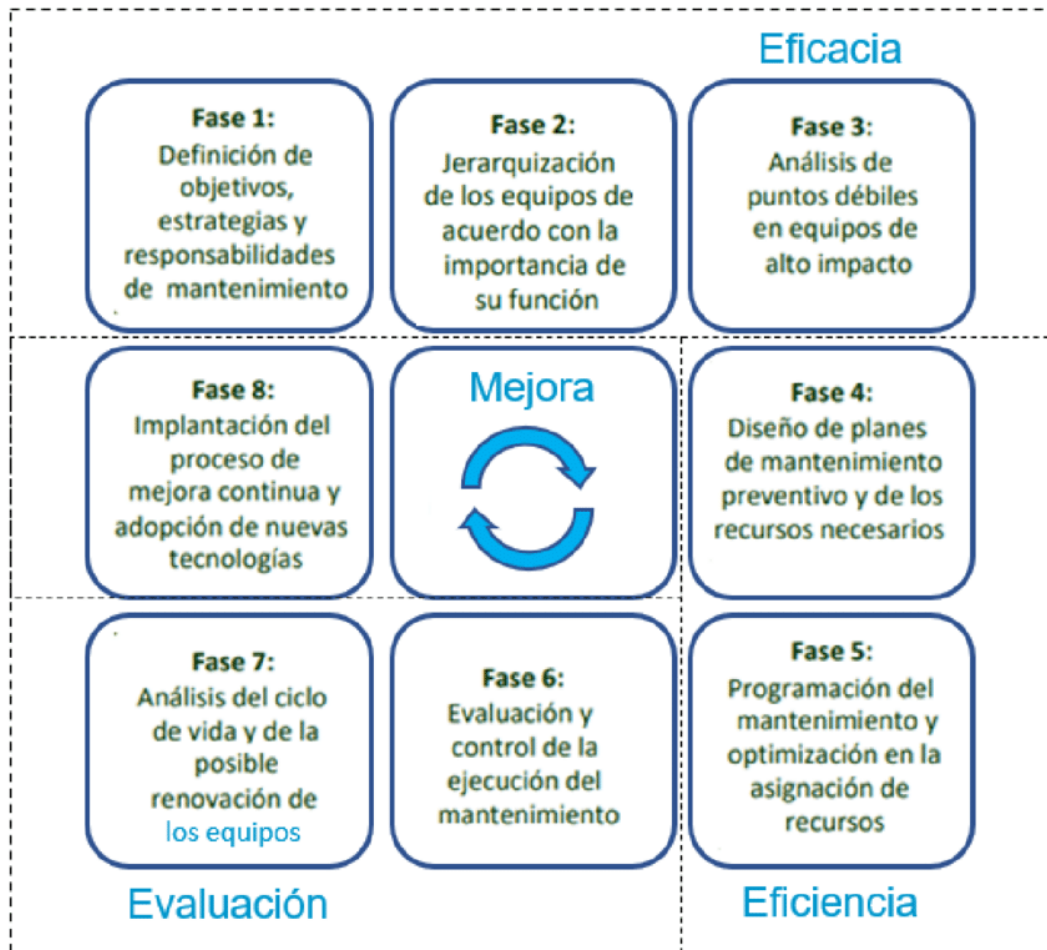 Eficacia
Fase 1:
Definición de
objetivos,
estrategias y
responsabilidades
de mantenimiento
Fase 2:
Jerarquización
de los equipos de
acuerdo con la
importancia de
su función
Fase 3:
Análisis de
puntos débiles
en equipos de
alto impacto
Fase 8:
Implantación del
proceso de
mejora continua y
adopción de nuevas
tecnologías
Mejora
Fase 4:
Diseño de planes
de mantenimiento
preventivo y de los
recursos necesarios
Fase 7:
Análisis del ciclo
de vida y de la
posible
renovación de
los equipos
Fase 6:
Evaluación y
control de la
ejecución del
mantenimiento
Fase 5:
Programación del
mantenimiento y
optimización en la
asignación de
recursos
Evaluación
Eficiencia